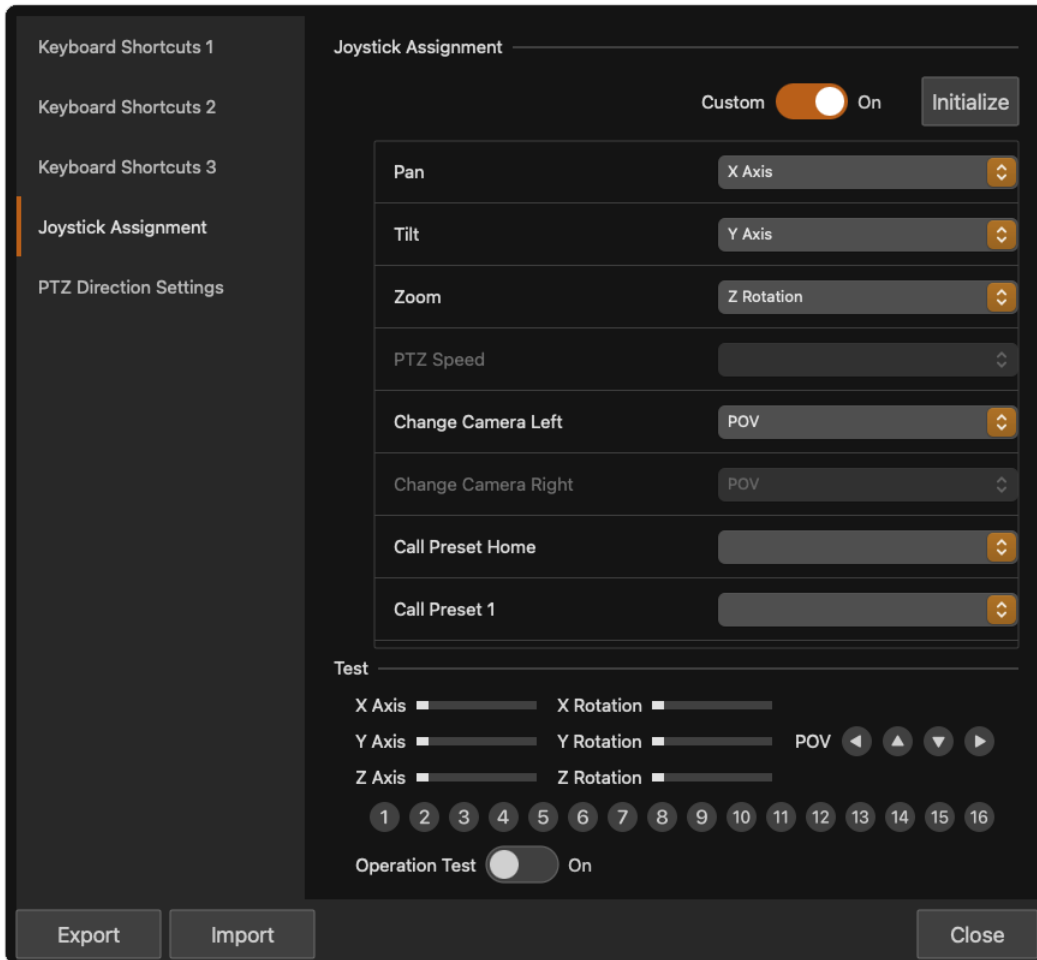 Keyboard Shortcuts 1
Keyboard Shortcuts 2
Keyboard Shortcuts 3
Joystick Assignment
PTZ Direction Settings
Joystick Assignment
Custom On Initialize
Pan X Axis
Tilt Y Axis
Zoom Z Rotation
PTZ Speed
Change Camera Left POV
Change Camera Right POV
Call Preset Home
Call Preset 1
Test
X Axis X Rotation
Y Axis Y Rotation POV
Z Axis Z Rotation
1 2 3 4 5 6 7 8 9 10 11 12 13 14 15 16
Operation Test On
Export Import Close